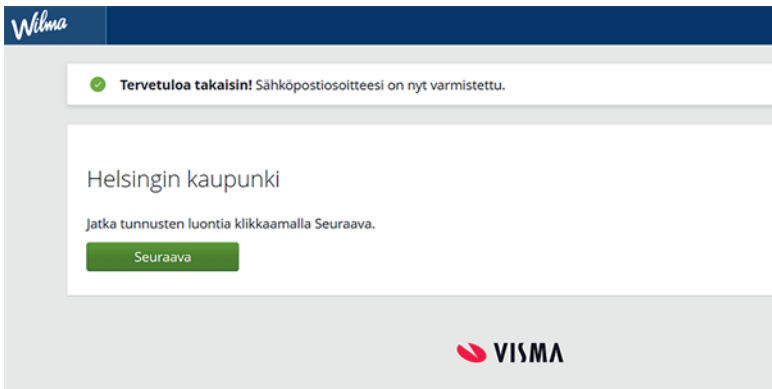 Wilma
Tervetuloa takaisin! Sähköpostiosoitteesi on nyt varmistettu.
Helsingin kaupunki
Jatka tunnusten luontia klikkaamalla Seuraava.
Seuraava
VISMA